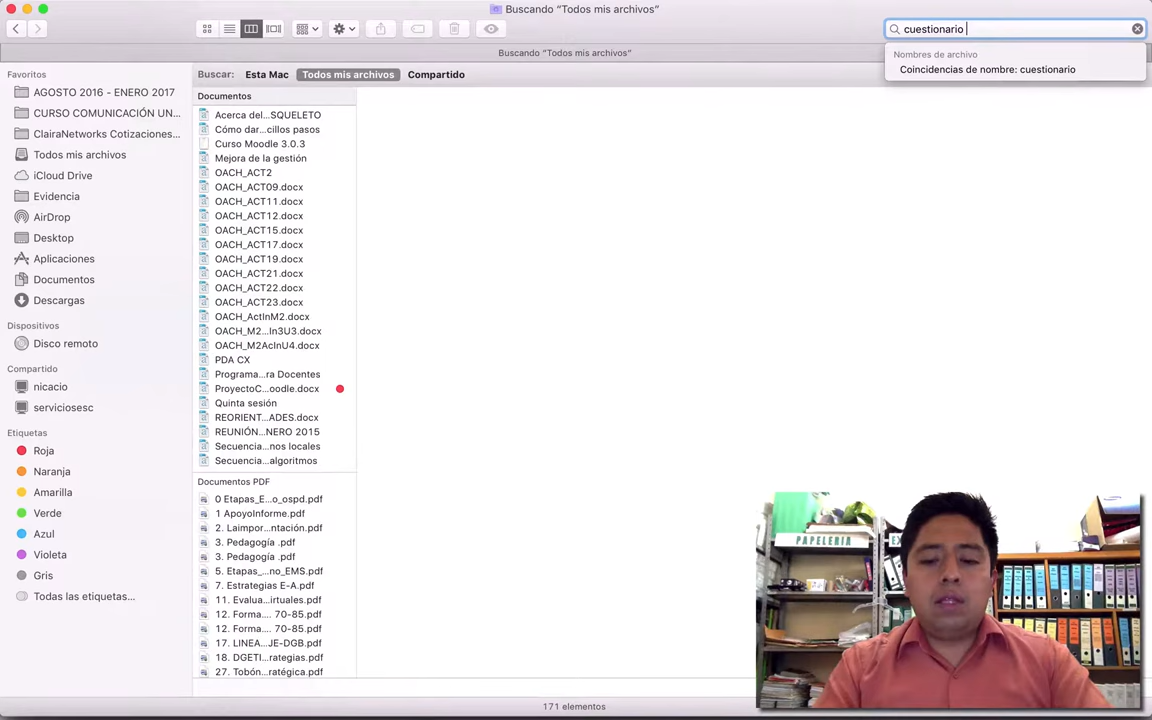 Buscando “Todos mis archivos”
cuestionario
Buscando “Todos mis archivos”
Nombres de archivo
Coincidencias de nombre: cuestionario
Favoritos
AGOSTO 2016 - ENERO 2017
CURSO COMUNICACIÓN UN...
ClairaNetworks Cotizaciones...
Todos mis archivos
iCloud Drive
Evidencia
AirDrop
Desktop
Aplicaciones
Documentos
Descargas
Dispositivos
Disco remoto
Compartido
nicacio
serviciosesc
Etiquetas
Roja
Naranja
Amarilla
Verde
Azul
Violeta
Gris
Todas las etiquetas...
Buscar: Esta Mac Todos mis archivos Compartido
Documentos
Acerca del...SQUELETO
Cómo dar...cillos pasos
Curso Moodle 3.0.3
Mejora de la gestión
OACH_ACT2
OACH_ACT09.docx
OACH_ACT11.docx
OACH_ACT12.docx
OACH_ACT15.docx
OACH_ACT17.docx
OACH_ACT19.docx
OACH_ACT21.docx
OACH_ACT22.docx
OACH_ACT23.docx
OACH_ActInM2.docx
OACH_M2...In3U3.docx
OACH_M2AcInU4.docx
PDA CX
Programa...ra Docentes
ProyectoC...oodle.docx
Quinta sesión
REORIENT...ADES.docx
REUNIÓN...NERO 2015
Secuencia...nos locales
Secuencia...algoritmos
Documentos PDF
0 Etapas_E...o_ospd.pdf
1 ApoyoInforme.pdf
2. Laimpor...ntación.pdf
3. Pedagogía .pdf
3. Pedagogía .pdf
5. Etapas_...no_EMS.pdf
7. Estrategias E-A.pdf
11. Evalua...irtuales.pdf
12. Forma.... 70-85.pdf
12. Forma.... 70-85.pdf
17. LINEA...JE-DGB.pdf
18. DGETI...rategias.pdf
27. Tobón...ratégica.pdf
171 elementos
PAPELERIA